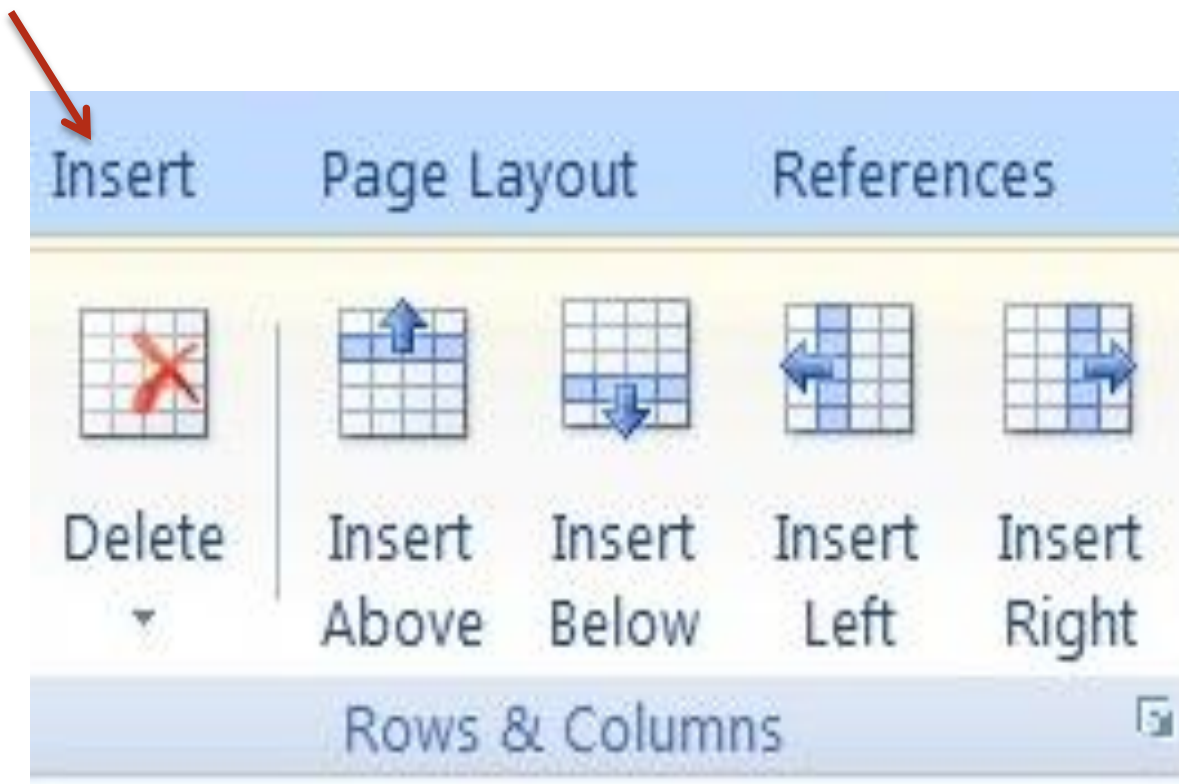 Insert Page Layout References
Delete Insert Above Insert Below Insert Left Insert Right
Rows & Columns